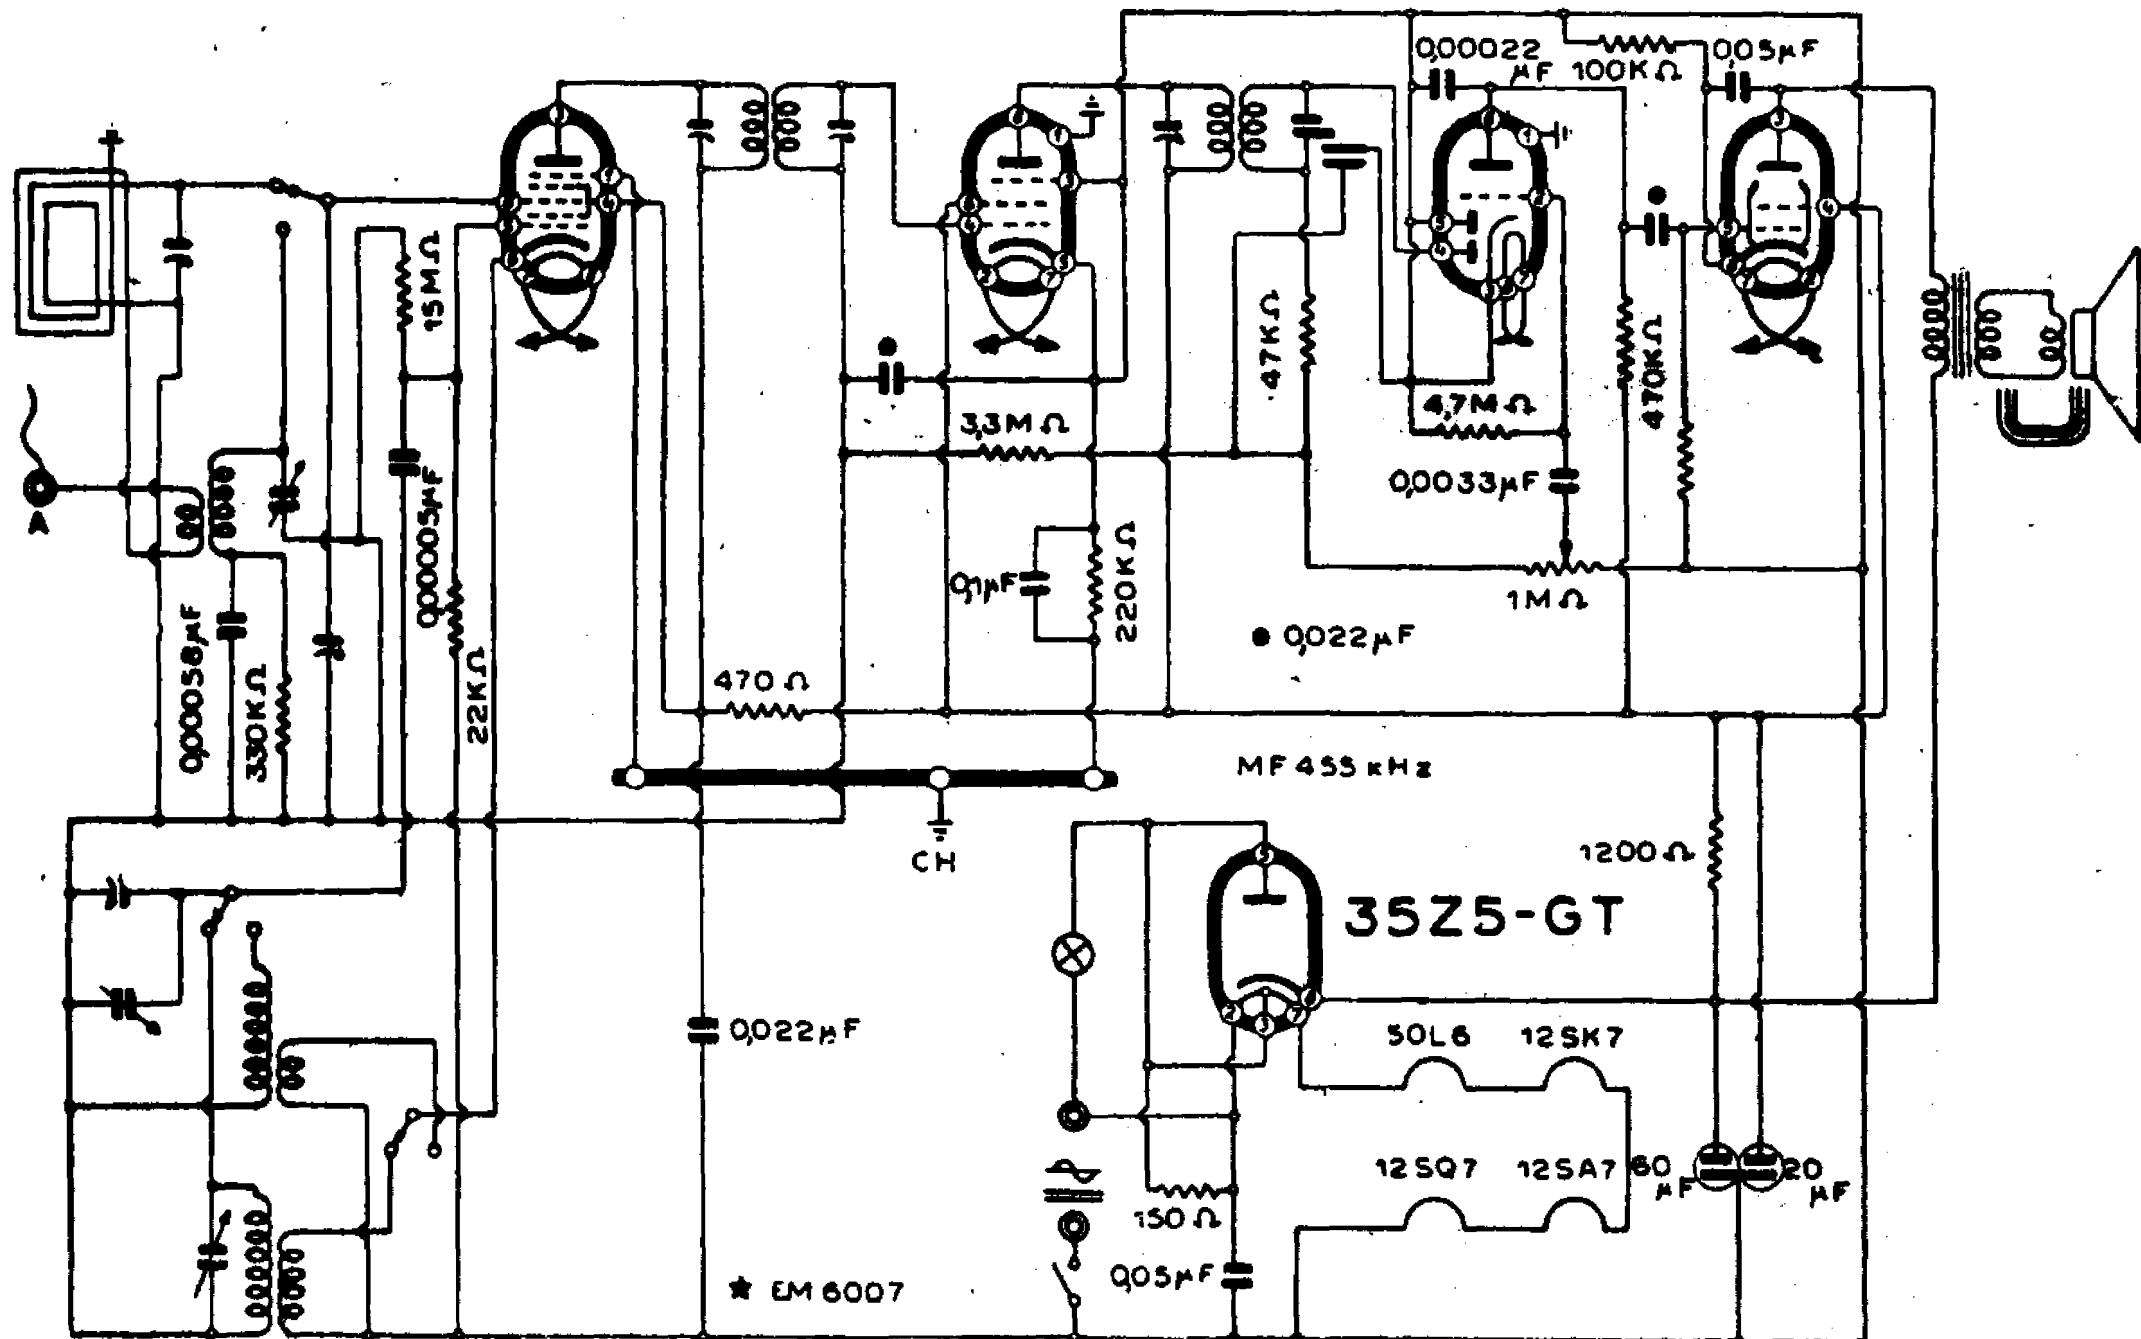 0,00022
µF
100KΩ
0,05µF
15MΩ
A
0,00005µF
22KΩ
0,000056µF
330KΩ
3,3MΩ
47KΩ
4,7MΩ
470KΩ
0,0033µF
1MΩ
0,1µF
220KΩ
● 0,022µF
470Ω
MF 455 KHz
CH
1200Ω
35Z5-GT
0,022µF
50L6
12SK7
12SQ7
12SA7
60
µF
20
µF
150Ω
0,05µF
★ EM 6007